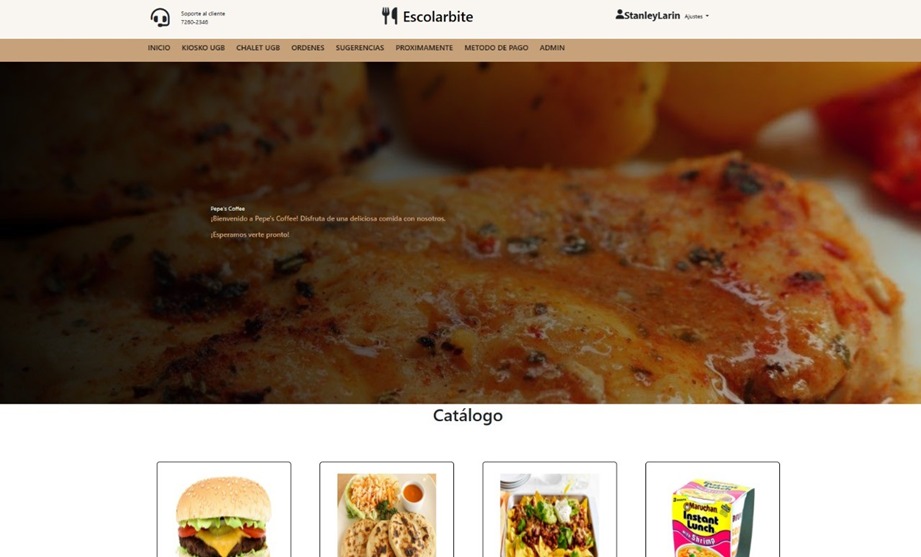 Soporte al cliente
7260-2346
Escolarbite
StanleyLarin Ajustes
INICIO KIOSKO UGB CHALET UGB ORDENES SUGERENCIAS PROXIMAMENTE METODO DE PAGO ADMIN
Pepe's Coffee
¡Bienvenido a Pepe's Coffee! Disfruta de una deliciosa comida con nosotros.
¡Esperamos verte pronto!
Catálogo
Maruchan
Instant
Lunch
with Shrimp